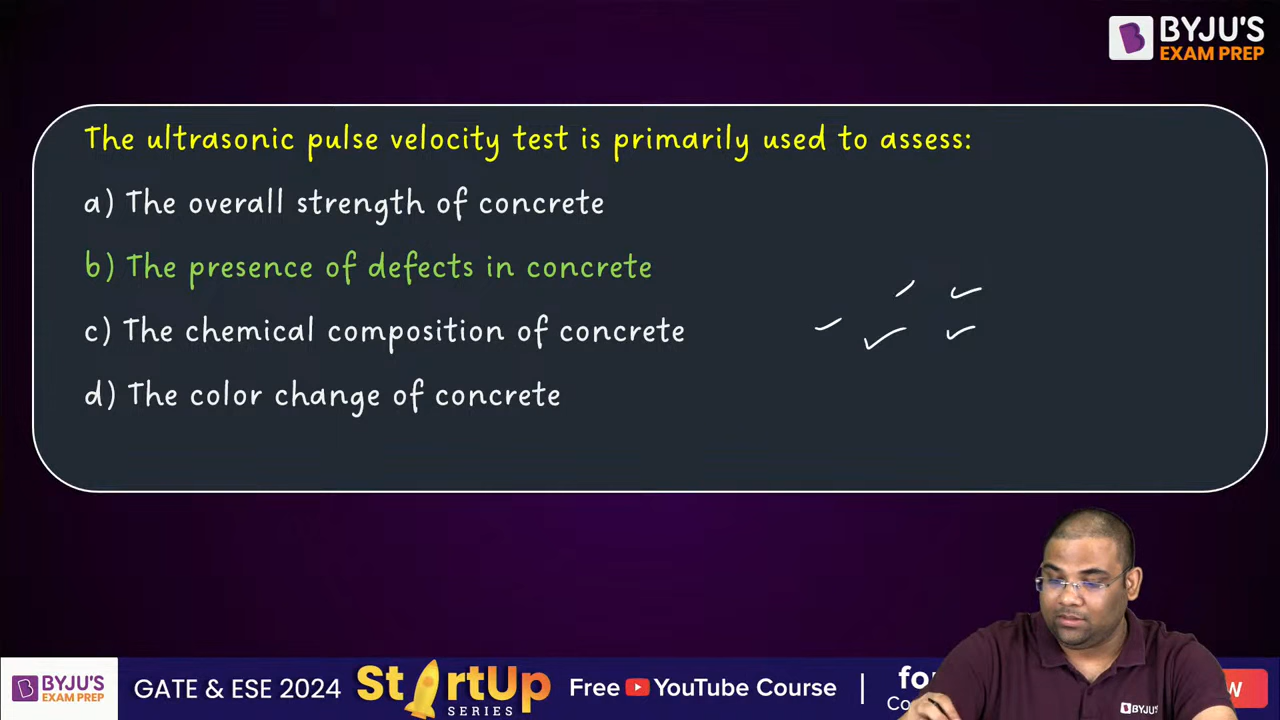 BYJU'S
EXAM PREP
The ultrasonic pulse velocity test is primarily used to assess:
a) The overall strength of concrete
b) The presence of defects in concrete
c) The chemical composition of concrete
d) The color change of concrete
BYJU'S
EXAM PREP
GATE & ESE 2024
StartUp
SERIES
Free YouTube Course
BYJU'S